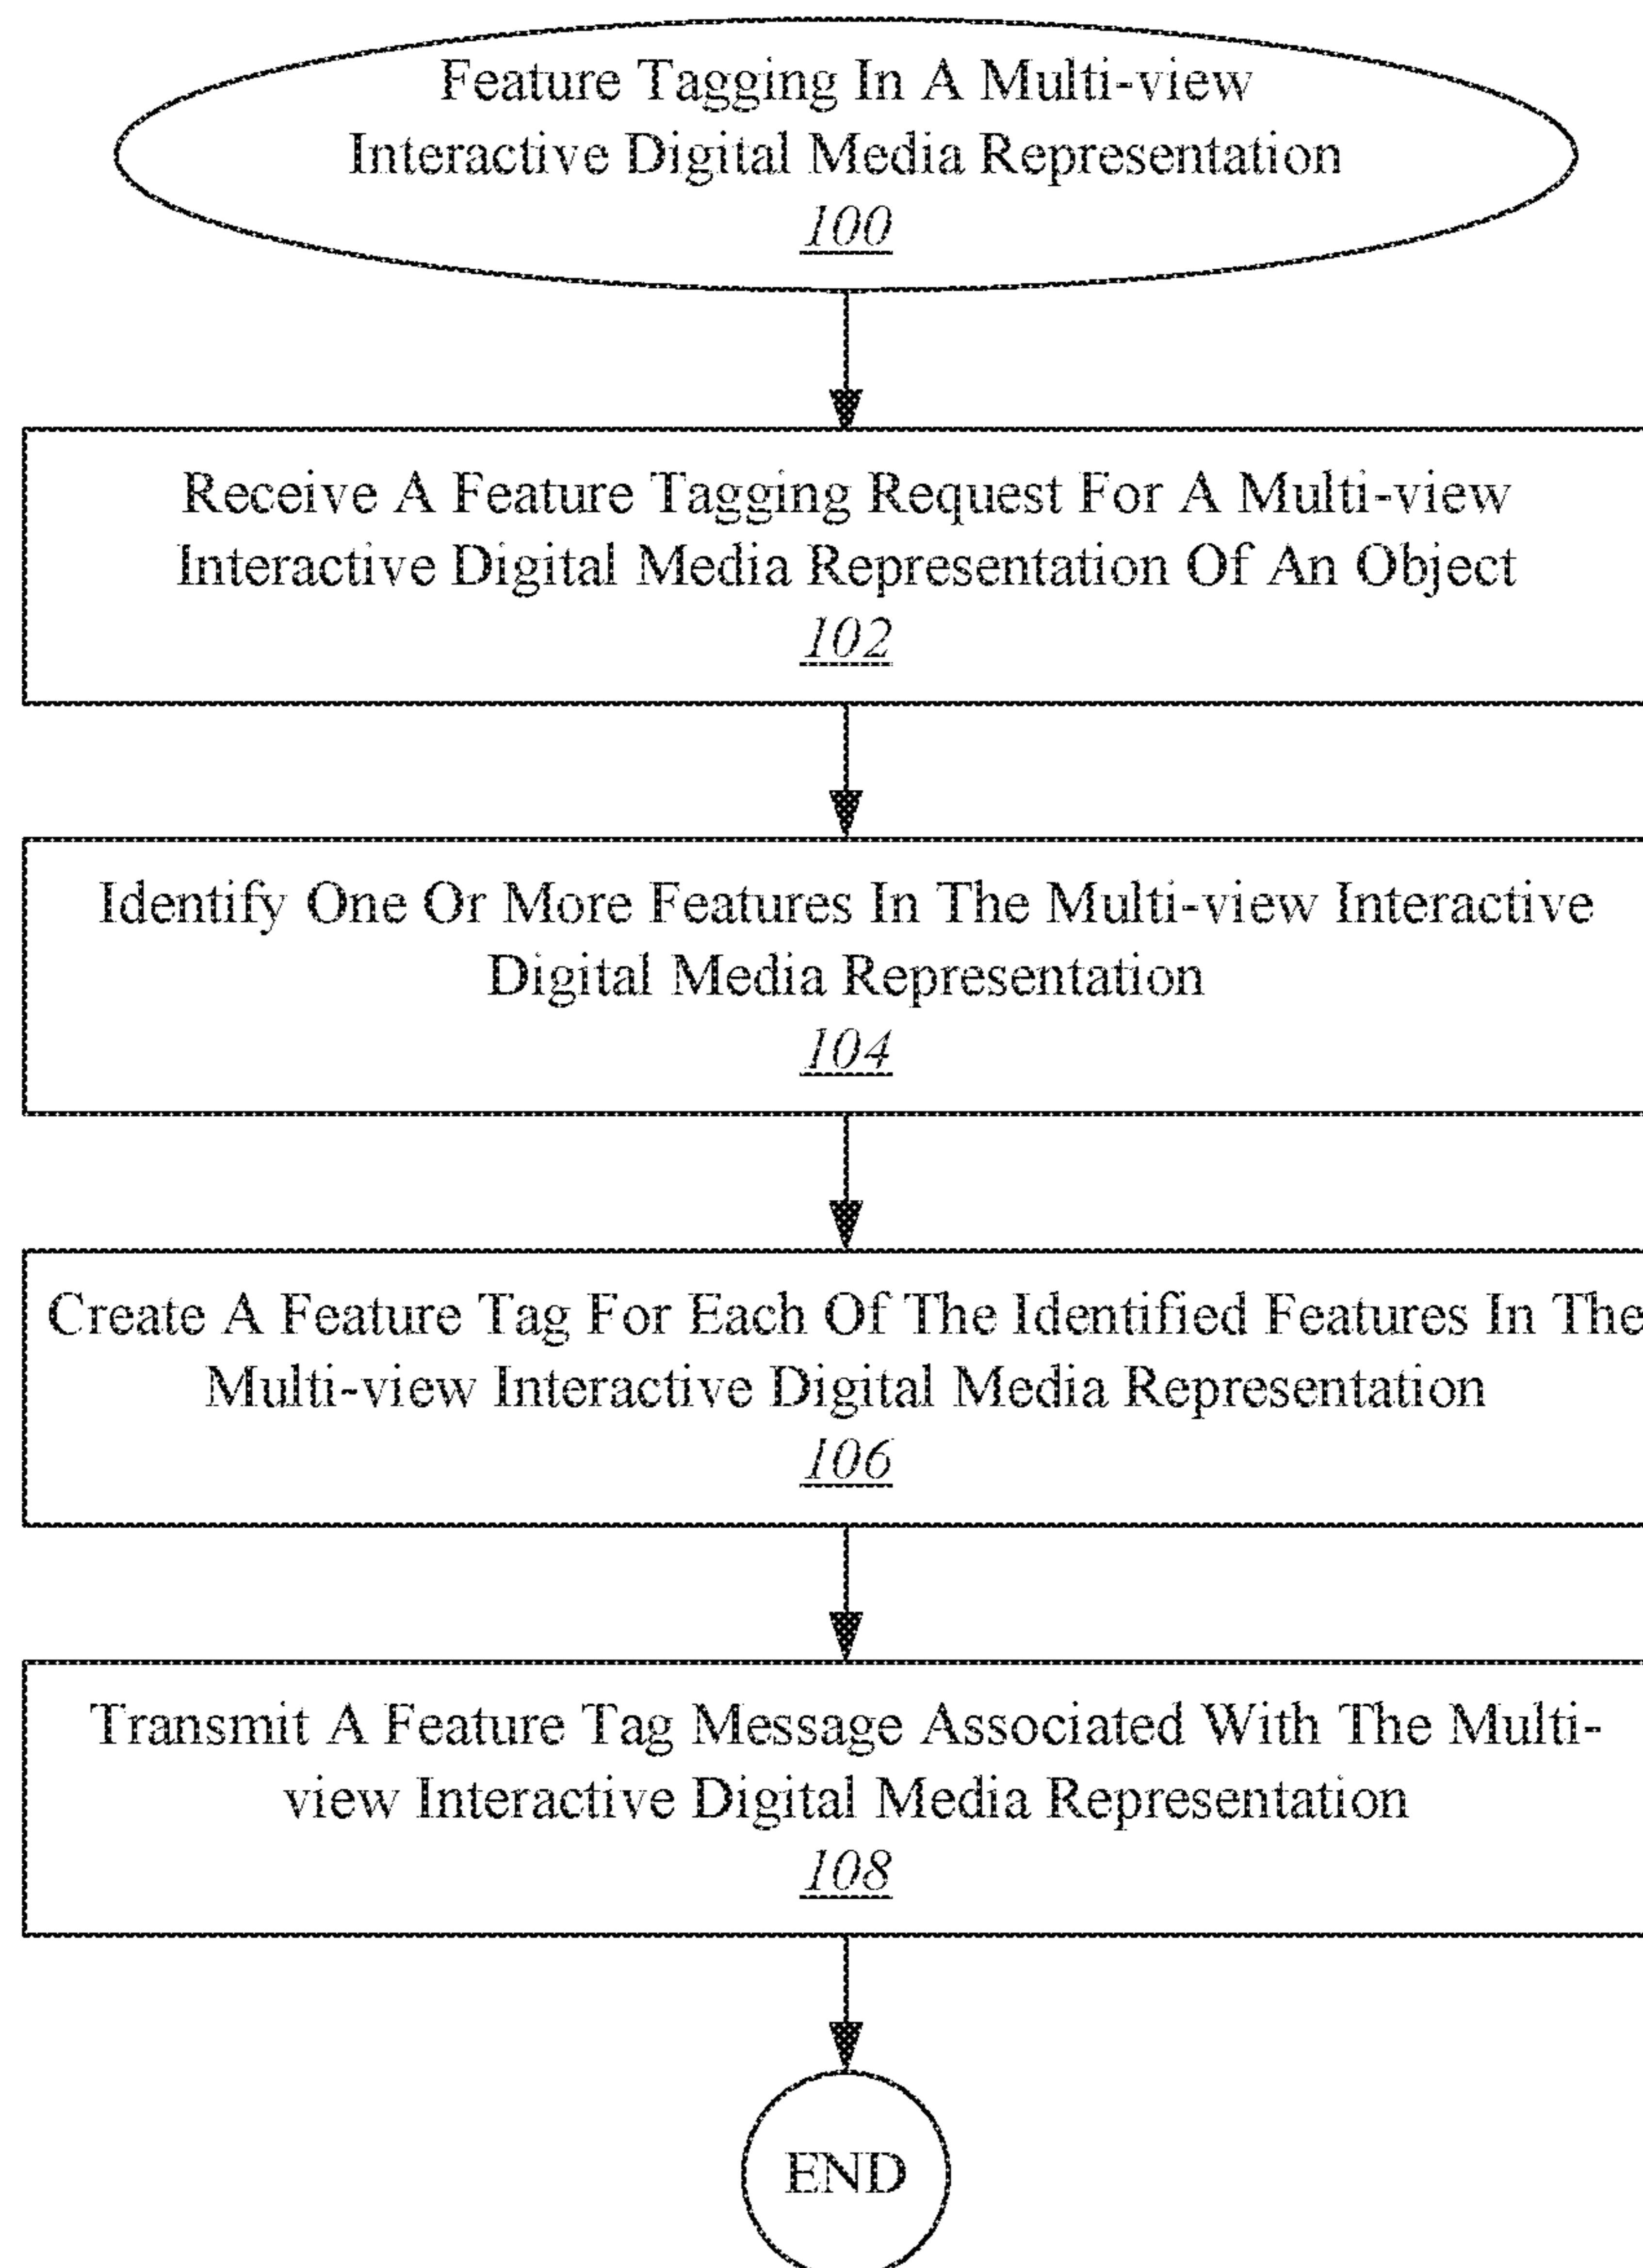 Feature Tagging In A Multi-view
Interactive Digital Media Representation
100
Receive A Feature Tagging Request For A Multi-view
Interactive Digital Media Representation Of An Object
102
Identify One Or More Features In The Multi-view Interactive
Digital Media Representation
104
Create A Feature Tag For Each Of The Identified Features In The
Multi-view Interactive Digital Media Representation
106
Transmit A Feature Tag Message Associated With The Multi-
view Interactive Digital Media Representation
108
END